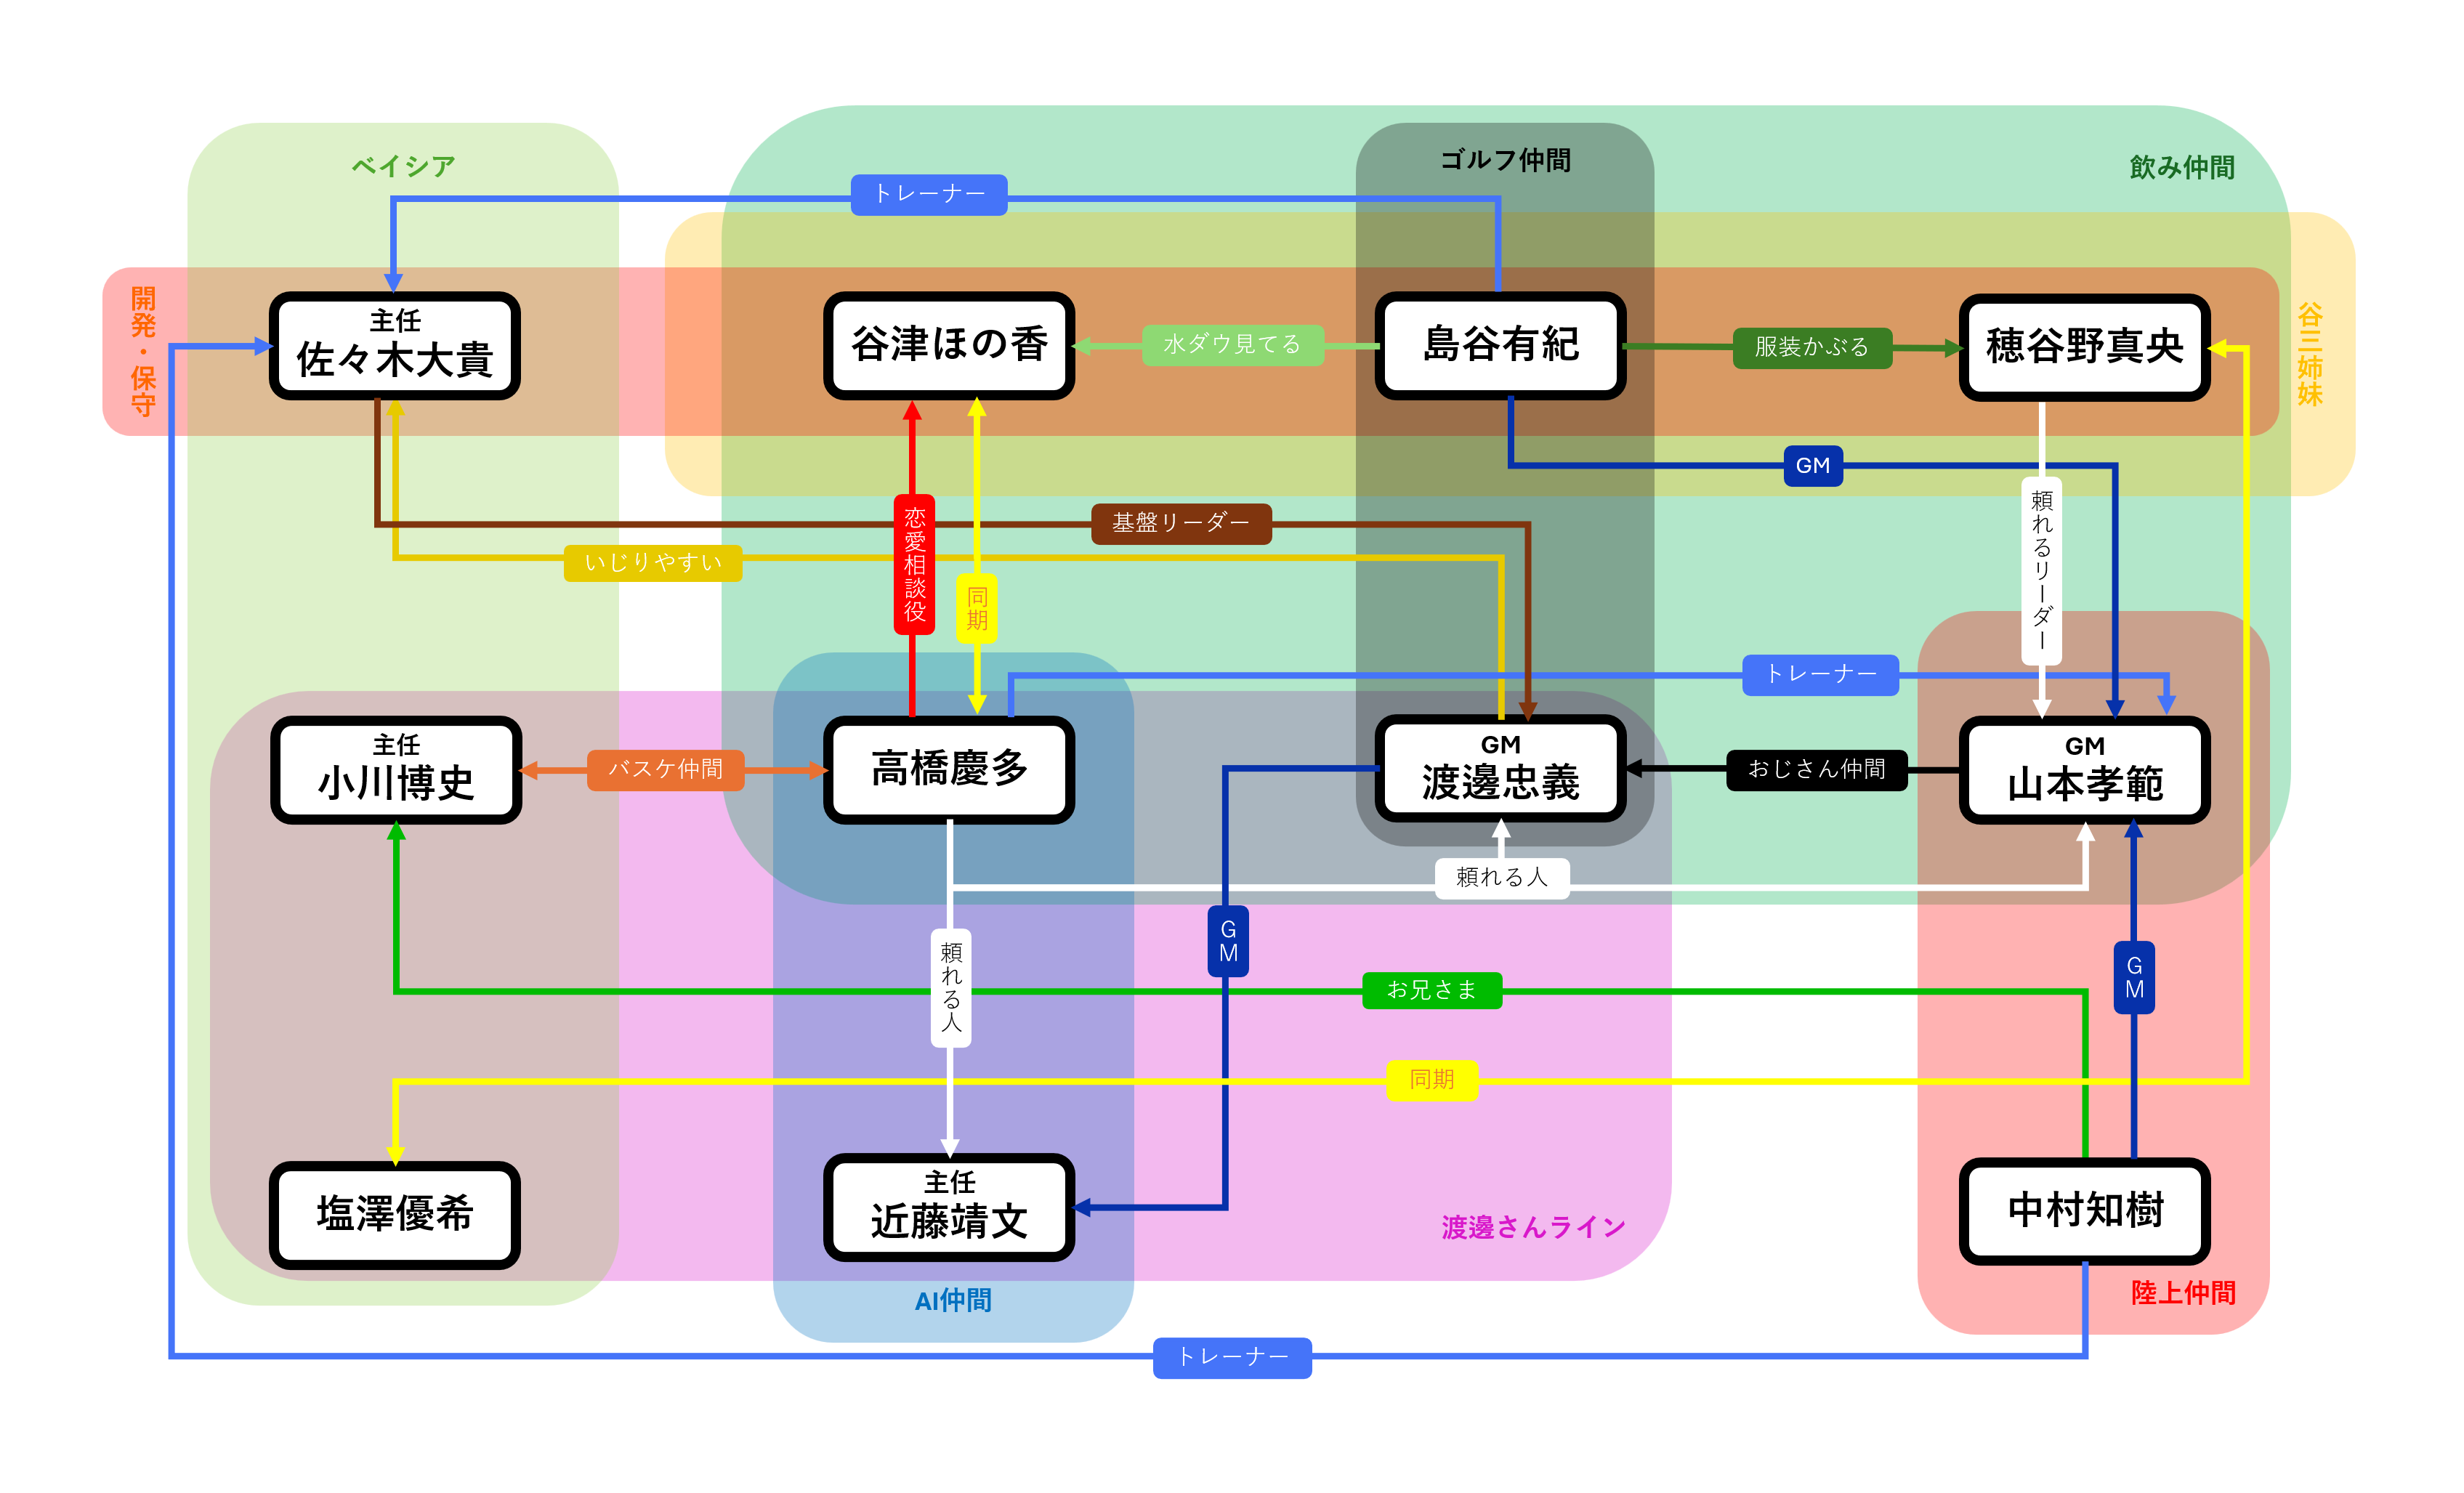 ベイシア
ゴルフ仲間
飲み仲間
トレーナー
開発・保守
主任
佐々木大貴
谷津ほの香
水ダウ見てる
島谷有紀
服装かぶる
穂谷野真央
谷三姉妹
GM
頼れるリーダー
基盤リーダー
いじりやすい
恋愛相談役
同期
トレーナー
主任
小川博史
バスケ仲間
高橋慶多
GM
渡邊忠義
おじさん仲間
GM
山本孝範
頼れる人
GM
頼れる人
GM
お兄さま
同期
塩澤優希
主任
近藤靖文
渡邊さんライン
中村知樹
AI仲間
陸上仲間
トレーナー